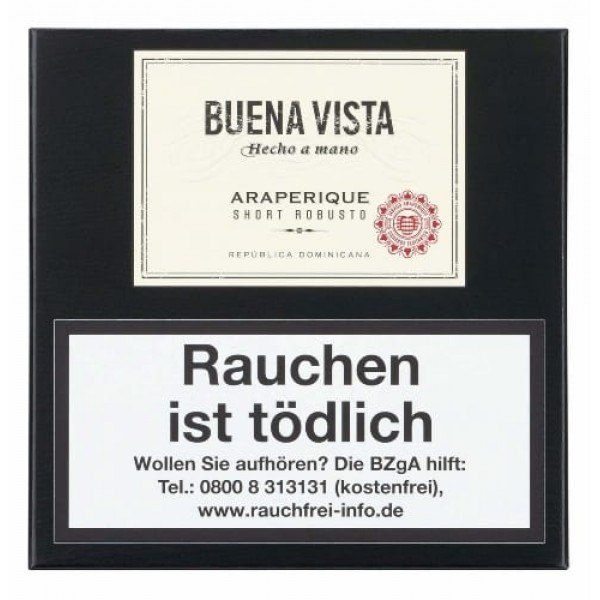 BUENA VISTA
Hecho a mano
ARAPERIQUE
SHORT ROBUSTO
REPÚBLICA DOMINICANA
Rauchen
ist tödlich
Wollen Sie aufhören? Die BZgA hilft:
Tel.: 0800 8 313131 (kostenfrei),
www.rauchfrei-info.de